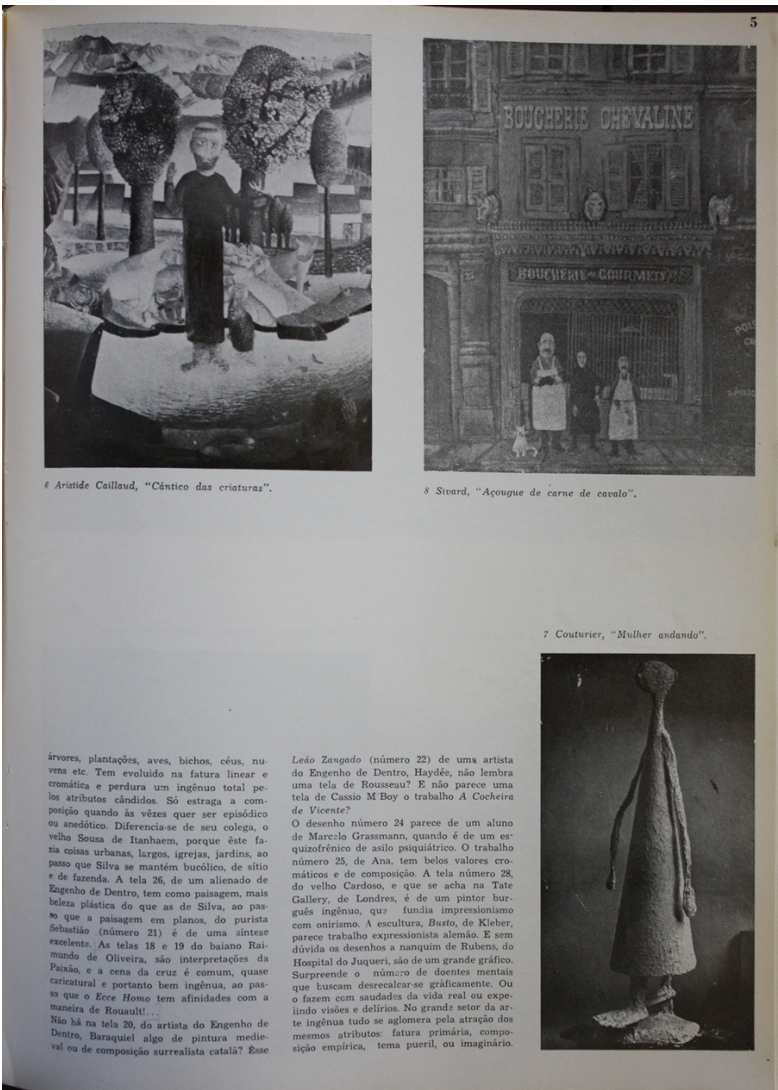 5
BOUCHERIE CHEVALINE
BOUCHERIE DES GOURMETS
23
POIS
6 Aristide Caillaud, "Cântico das criaturas".
8 Sivard, "Açougue de carne de cavalo".
7 Couturier, "Mulher andando".
árvores, plantações, aves, bichos, céus, nu-
vens etc. Tem evoluido na fatura linear e
cromática e perdura um ingênuo total pe-
los atributos cândidos. Só estraga a com-
posição quando às vêzes quer ser episódico
ou anedótico. Diferencia-se de seu colega, o
velho Sousa de Itanhaem, porque êste fa-
zia coisas urbanas, largos, igrejas, jardins, ao
passo que Silva se mantém bucólico, de sítio
e de fazenda. A tela 26, de um alienado de
Engenho de Dentro, tem como paisagem, mais
beleza plástica do que as de Silva, ao pas-
so que a paisagem em planos, do purista
Sebastião (número 21) é de uma síntese
excelente. As telas 18 e 19 do baiano Rai-
mundo de Oliveira, são interpretações da
Paixão, e a cena da cruz é comum, quase
caricatural e portanto bem ingênua, ao pas-
so que o Ecce Homo tem afinidades com a
maneira de Rouault!...
Não há na tela 20, do artista do Engenho de
Dentro, Baraquiel algo de pintura medie-
val ou de composição surrealista catalã? Êsse
Leão Zangado (número 22) de uma artista
do Engenho de Dentro, Haydée, não lembra
uma tela de Rousseau? E não parece uma
tela de Cassio M'Boy o trabalho A Cocheira
de Vicente?
O desenho número 24 parece de um aluno
de Marcelo Grassmann, quando é de um es-
quizofrênico de asilo psiquiátrico. O trabalho
número 25, de Ana, tem belos valores cro-
máticos e de composição. A tela número 28,
do velho Cardoso, e que se acha na Tate
Gallery, de Londres, é de um pintor bur-
guês ingênuo, que fundia impressionismo
com onirismo. A escultura, Busto, de Kleber,
parece trabalho expressionista alemão. E sem
dúvida os desenhos a nanquim de Rubens, do
Hospital do Juqueri, são de um grande gráfico.
Surpreende o número de doentes mentais
que buscam desrecalcar-se gráficamente. Ou
o fazem com saudades da vida real ou expe-
lindo visões e delírios. No grande setor da ar-
te ingênua tudo se aglomera pela atração dos
mesmos atributos: fatura primária, compo-
sição empírica, tema pueril, ou imaginário.